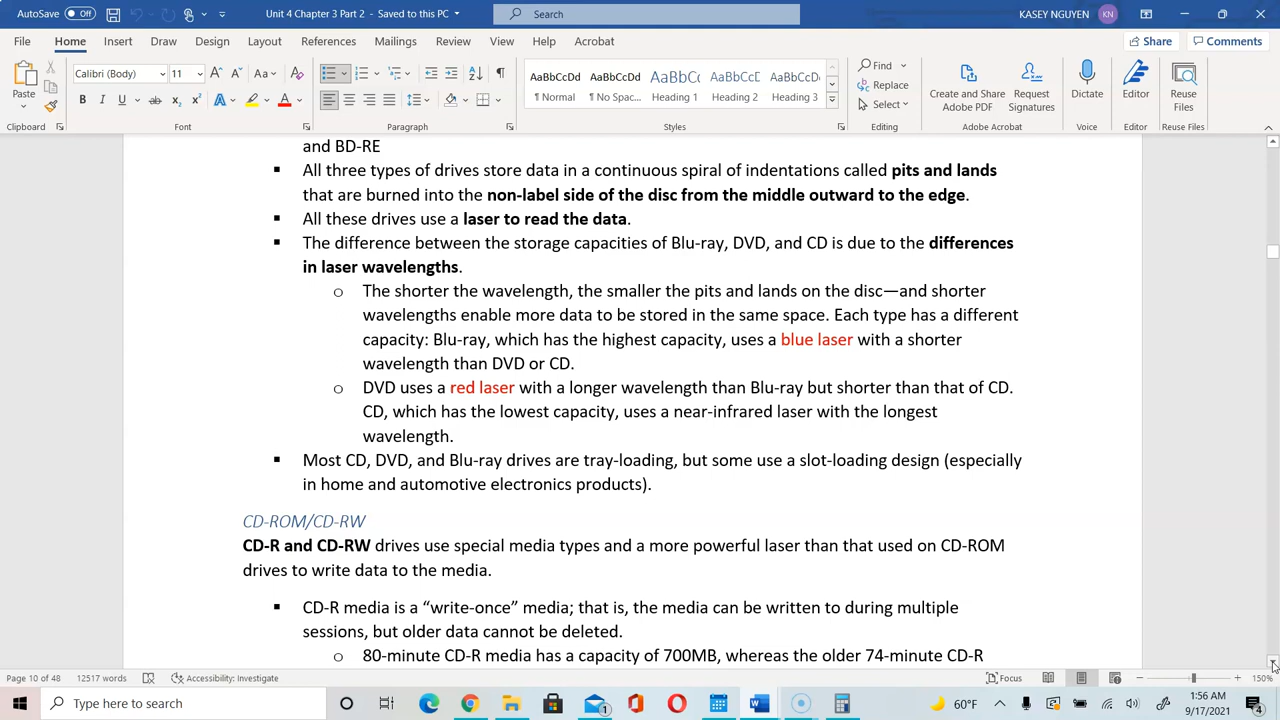 AutoSave Off Unit 3 Bird Part 2 - Saved to this PC Search KASEY NGUYEN KN
File Home Insert Draw Design Layout References Mailings Review View Help Acrobat Share Comments
Paste
Calibri (Body) 11
AaBbCcDd AaBbCcDd AaBbC AaBbCcD AaBbCcDd
¶ Normal ¶ No Spac... Heading 1 Heading 2 Heading 3
Find
Replace
Select
Create and Share Adobe PDF
Request Signatures
Dictate
Editor
Reuse Files
Clipboard Font Paragraph Styles Editing Adobe Acrobat Voice Editor Reuse Files
and BD-RE
▪ All three types of drives store data in a continuous spiral of indentations called pits and lands
that are burned into the non-label side of the disc from the middle outward to the edge.
▪ All these drives use a laser to read the data.
▪ The difference between the storage capacities of Blu-ray, DVD, and CD is due to the differences
in laser wavelengths.
o The shorter the wavelength, the smaller the pits and lands on the disc—and shorter
wavelengths enable more data to be stored in the same space. Each type has a different
capacity: Blu-ray, which has the highest capacity, uses a blue laser with a shorter
wavelength than DVD or CD.
o DVD uses a red laser with a longer wavelength than Blu-ray but shorter than that of CD.
CD, which has the lowest capacity, uses a near-infrared laser with the longest
wavelength.
▪ Most CD, DVD, and Blu-ray drives are tray-loading, but some use a slot-loading design (especially
in home and automotive electronics products).
CD-ROM/CD-RW
CD-R and CD-RW drives use special media types and a more powerful laser than that used on CD-ROM
drives to write data to the media.
▪ CD-R media is a “write-once” media; that is, the media can be written to during multiple
sessions, but older data cannot be deleted.
o 80-minute CD-R media has a capacity of 700MB, whereas the older 74-minute CD-R
Page 10 of 48 12517 words Accessibility: Investigate Focus 150%
Type here to search 60°F 1:56 AM
9/17/2021